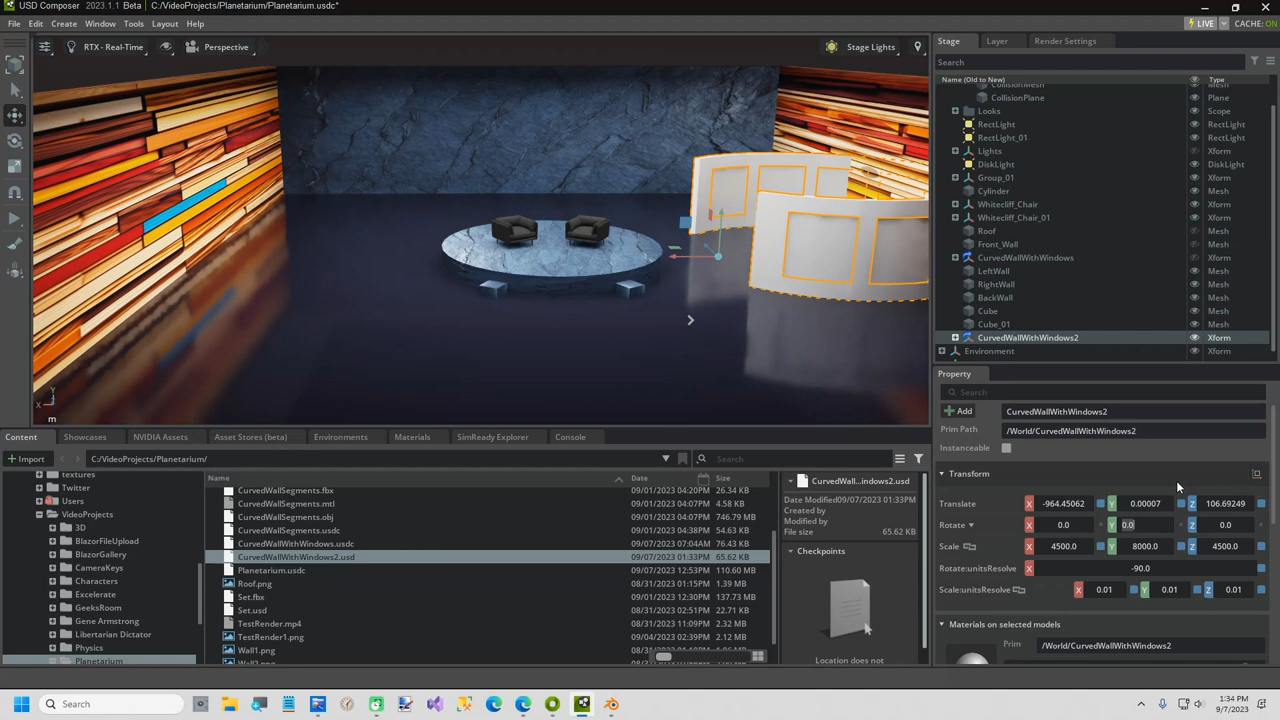 USD Composer 2023.1.1 Beta C:/VideoProjects/Planetarium/Planetarium.usdc*
File Edit Create Window Tools Layout Help
LIVE CACHE: ON
RTX - Real-Time Perspective Stage Lights
X Y m
Stage Layer Render Settings
Search
Name (Old to New) Type
CollisionMesh Mesh
CollisionPlane Plane
Looks Scope
RectLight RectLight
RectLight_01 RectLight
Lights Xform
DiskLight DiskLight
Group_01 Xform
Cylinder Mesh
Whitecliff_Chair Xform
Whitecliff_Chair_01 Xform
Roof Mesh
Front_Wall Mesh
CurvedWallWithWindows Xform
LeftWall Mesh
RightWall Mesh
BackWall Mesh
Cube Mesh
Cube_01 Mesh
CurvedWallWithWindows2 Xform
Environment Xform
Property
Search
Add CurvedWallWithWindows2
Prim Path /World/CurvedWallWithWindows2
Instanceable
Transform
Translate X -964.45062 Y 0.00007 Z 106.69249
Rotate X 0.0 Y 0.0 Z 0.0
Scale X 4500.0 Y 8000.0 Z 4500.0
Rotate:unitsResolve X -90.0
Scale:unitsResolve X 0.01 Y 0.01 Z 0.01
Materials on selected models
Prim /World/CurvedWallWithWindows2
Content Showcases NVIDIA Assets Asset Stores (beta) Environments Materials SimReady Explorer Console
Import C:/VideoProjects/Planetarium/ Search
textures
Twitter
Users
VideoProjects
3D
BlazorFileUpload
BlazorGallery
CameraKeys
Characters
Excelerate
GeeksRoom
Gene Armstrong
Libertarian Dictator
Physics
Planetarium
Name Date Size
CurvedWallSegments.fbx 09/01/2023 04:20PM 26.34 KB
CurvedWallSegments.mtl 09/01/2023 04:38PM 4.58 KB
CurvedWallSegments.obj 09/01/2023 04:38PM 746.79 MB
CurvedWallSegments.usdc 09/01/2023 04:38PM 54.63 KB
CurvedWallWithWindows.usdc 09/07/2023 12:43PM 76.43 KB
CurvedWallWithWindows2.usd 09/07/2023 01:33PM 65.62 KB
Planetarium.usdc 09/07/2023 12:53PM 110.60 MB
Roof.png 08/31/2023 01:15PM 1.39 MB
Set.fbx 09/01/2023 12:46PM 137.73 MB
Set.usd 08/31/2023 02:51PM 22.71 KB
TestRender.mp4 09/02/2023 04:38PM 2.32 MB
TestRender1.png 09/04/2023 02:39PM 2.12 MB
CurvedWall...indows2.usd
Date Modified 09/07/2023 01:33PM
Created by
Modified by
File size 65.62 KB
Checkpoints
Location does not
Search
1:34 PM
9/7/2023